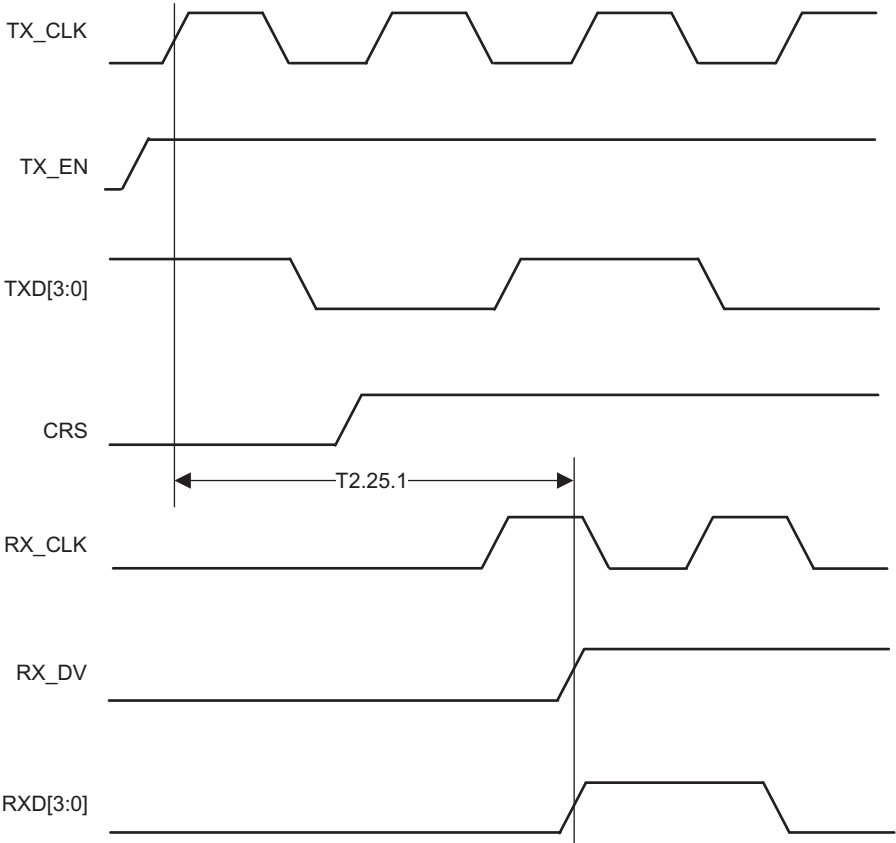 TX_CLK
TX_EN
TXD[3:0]
CRS
T2.25.1
RX_CLK
RX_DV
RXD[3:0]